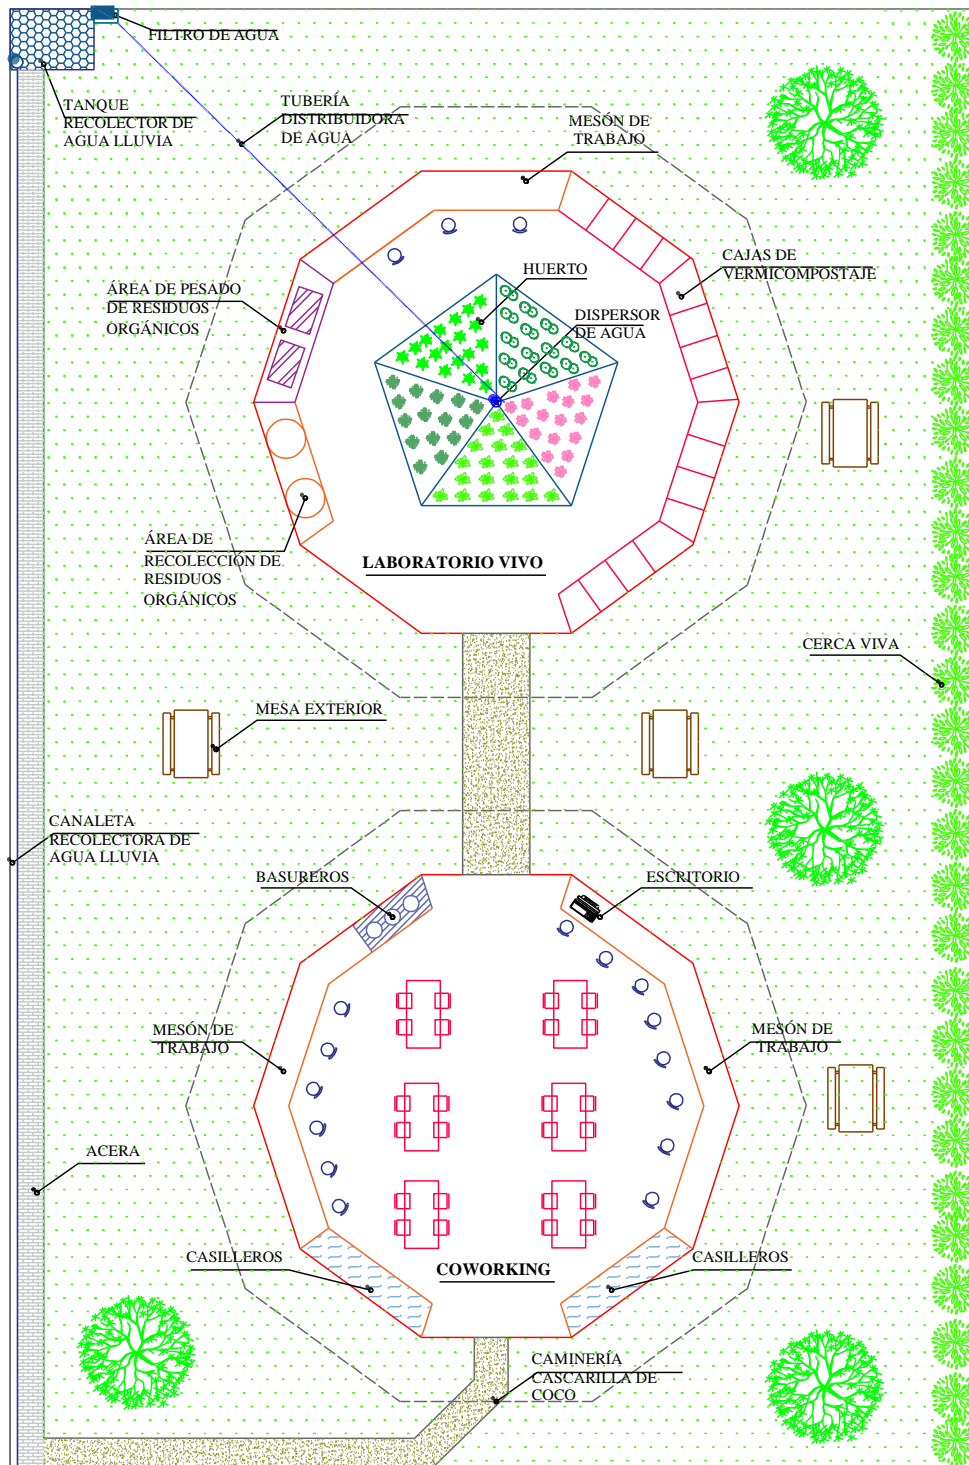 FILTRO DE AGUA
TANQUE
RECOLECTOR DE
AGUA LLUVIA
TUBERÍA
DISTRIBUIDORA
DE AGUA
MESÓN DE
TRABAJO
CAJAS DE
VERMICOMPOSTAJE
HUERTO
ÁREA DE PESADO
DE RESIDUOS
ORGÁNICOS
DISPERSOR
DE AGUA
ÁREA DE
RECOLECCIÓN DE
RESIDUOS
ORGÁNICOS
LABORATORIO VIVO
CERCA VIVA
MESA EXTERIOR
CANALETA
RECOLECTORA DE
AGUA LLUVIA
BASUREROS
ESCRITORIO
MESÓN DE
TRABAJO
MESÓN DE
TRABAJO
ACERA
CASILLEROS
COWORKING
CASILLEROS
CAMINERÍA
CASCARILLA DE
COCO